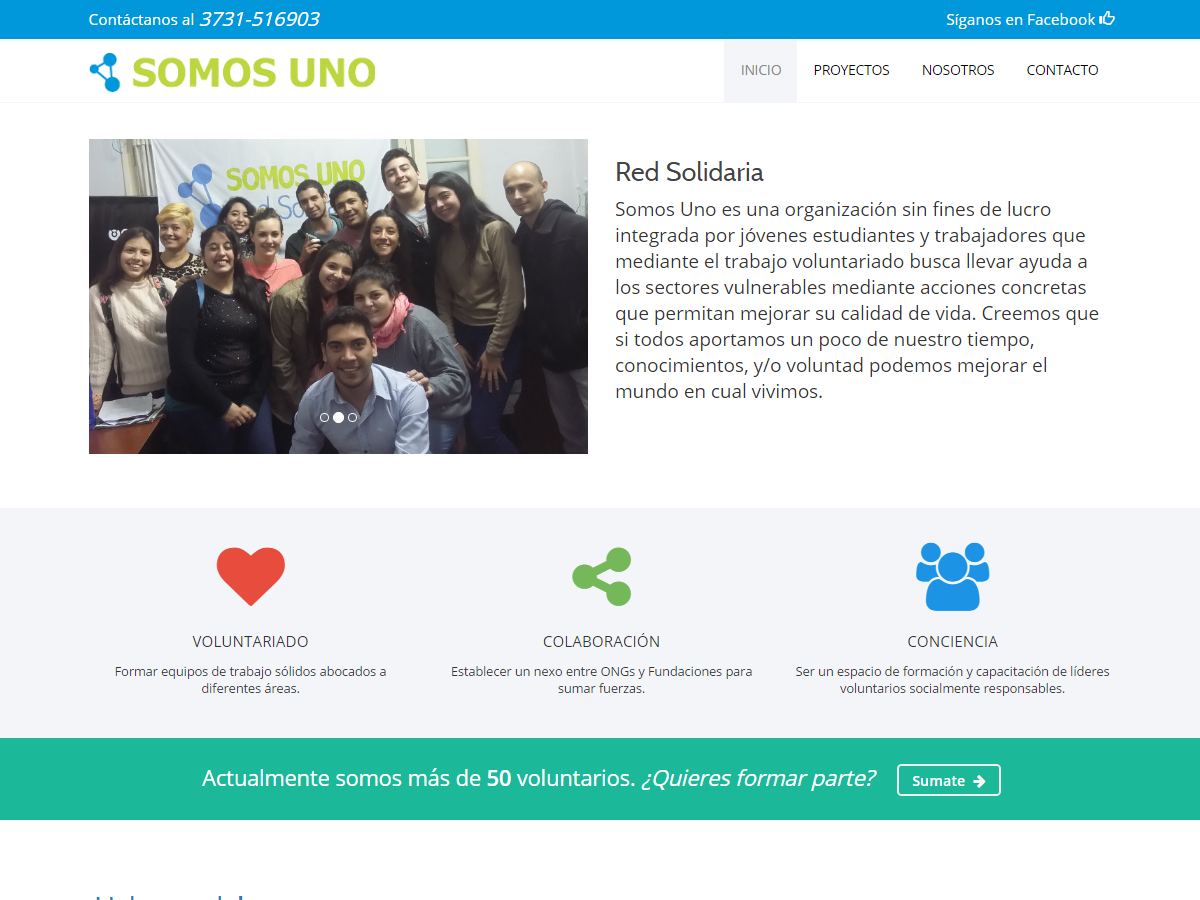 Contáctanos al 3731-516903
Síganos en Facebook
SOMOS UNO
INICIO
PROYECTOS
NOSOTROS
CONTACTO
SOMOS UNO
Red Solidaria
Somos Uno es una organización sin fines de lucro
integrada por jóvenes estudiantes y trabajadores que
mediante el trabajo voluntariado busca llevar ayuda a
los sectores vulnerables mediante acciones concretas
que permitan mejorar su calidad de vida. Creemos que
si todos aportamos un poco de nuestro tiempo,
conocimientos, y/o voluntad podemos mejorar el
mundo en cual vivimos.
VOLUNTARIADO
Formar equipos de trabajo sólidos abocados a
diferentes áreas.
COLABORACIÓN
Establecer un nexo entre ONGs y Fundaciones para
sumar fuerzas.
CONCIENCIA
Ser un espacio de formación y capacitación de líderes
voluntarios socialmente responsables.
Actualmente somos más de 50 voluntarios. ¿Quieres formar parte?
Sumate